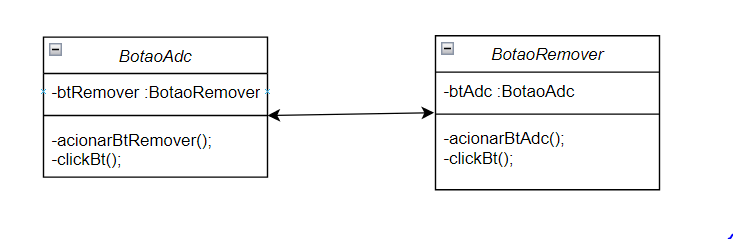 BotaoAdc
-btRemover :BotaoRemover
-acionarBtRemover();
-clickBt();
BotaoRemover
-btAdc :BotaoAdc
-acionarBtAdc();
-clickBt();